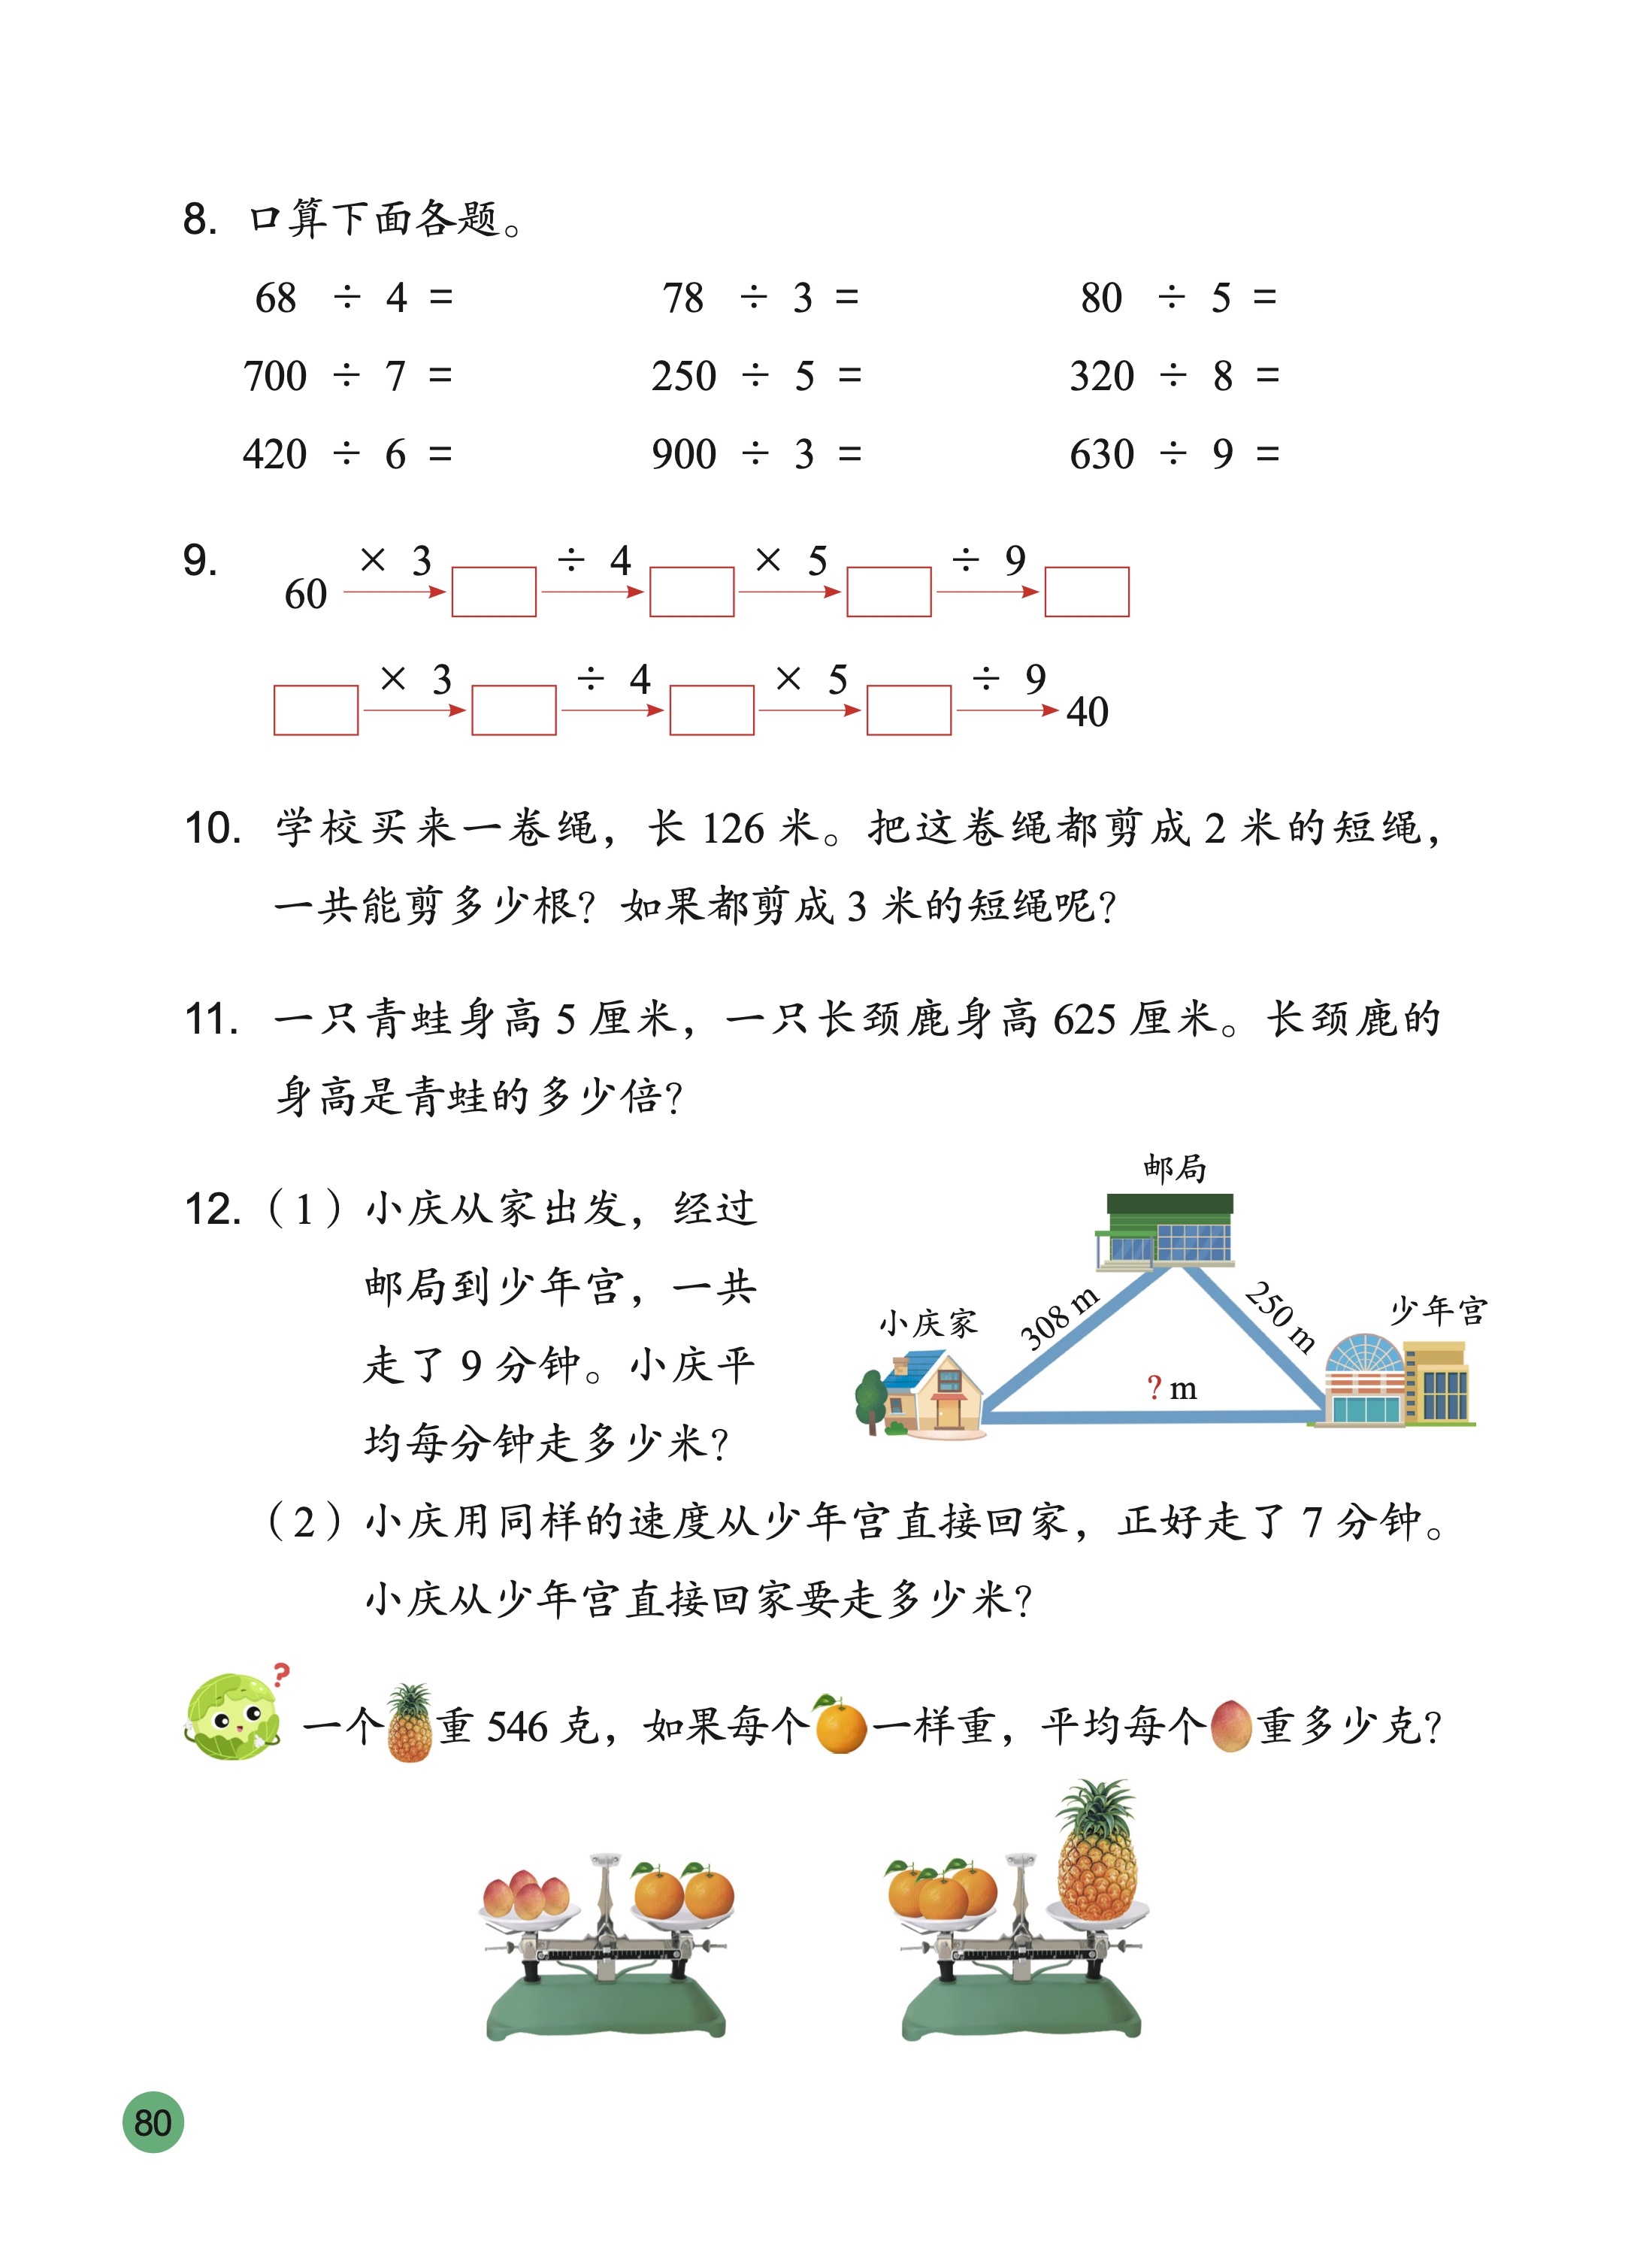 8. 口算下面各题。
68 ÷ 4 = 78 ÷ 3 = 80 ÷ 5 =
700 ÷ 7 = 250 ÷ 5 = 320 ÷ 8 =
420 ÷ 6 = 900 ÷ 3 = 630 ÷ 9 =
9. 60 × 3 ÷ 4 × 5 ÷ 9
× 3 ÷ 4 × 5 ÷ 9 40
10. 学校买来一卷绳，长 126 米。把这卷绳都剪成 2 米的短绳，
一共能剪多少根？如果都剪成 3 米的短绳呢？
11. 一只青蛙身高 5 厘米，一只长颈鹿身高 625 厘米。长颈鹿的
身高是青蛙的多少倍？
12.（1）小庆从家出发，经过
邮局到少年宫，一共
走了 9 分钟。小庆平
均每分钟走多少米？
邮局
小庆家
308 m
250 m
少年宫
? m
（2）小庆用同样的速度从少年宫直接回家，正好走了 7 分钟。
小庆从少年宫直接回家要走多少米？
?
一个重 546 克，如果每个一样重，平均每个重多少克？
80